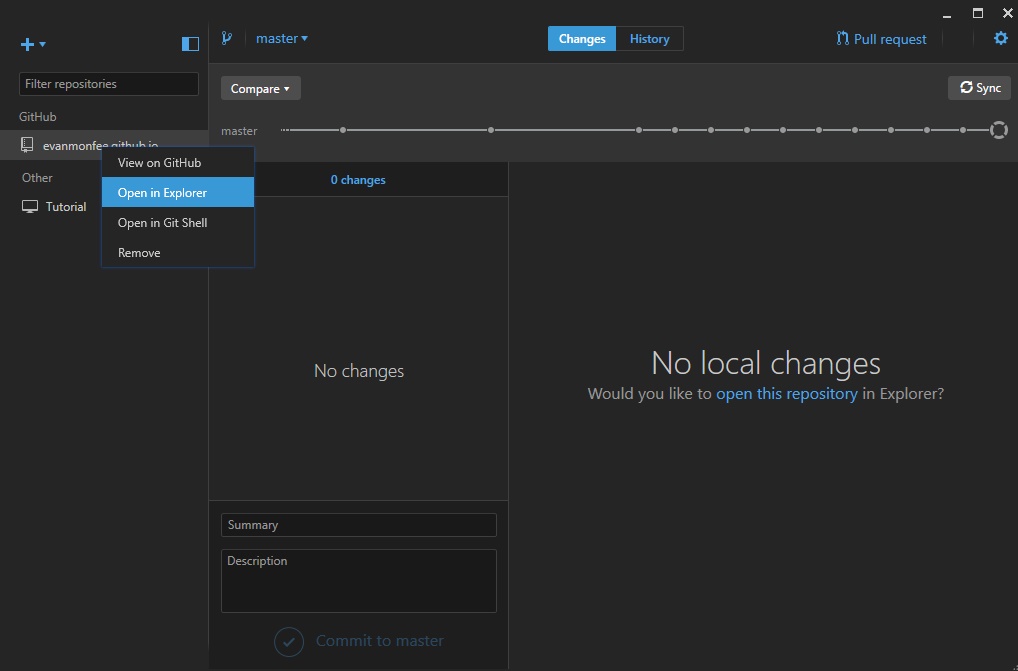 master
Changes
History
Pull request
Filter repositories
GitHub
Compare
Sync
master
evanmonfee.github.io
View on GitHub
Open in Explorer
Open in Git Shell
Remove
Other
Tutorial
0 changes
No changes
No local changes
Would you like to open this repository in Explorer?
Summary
Description
Commit to master